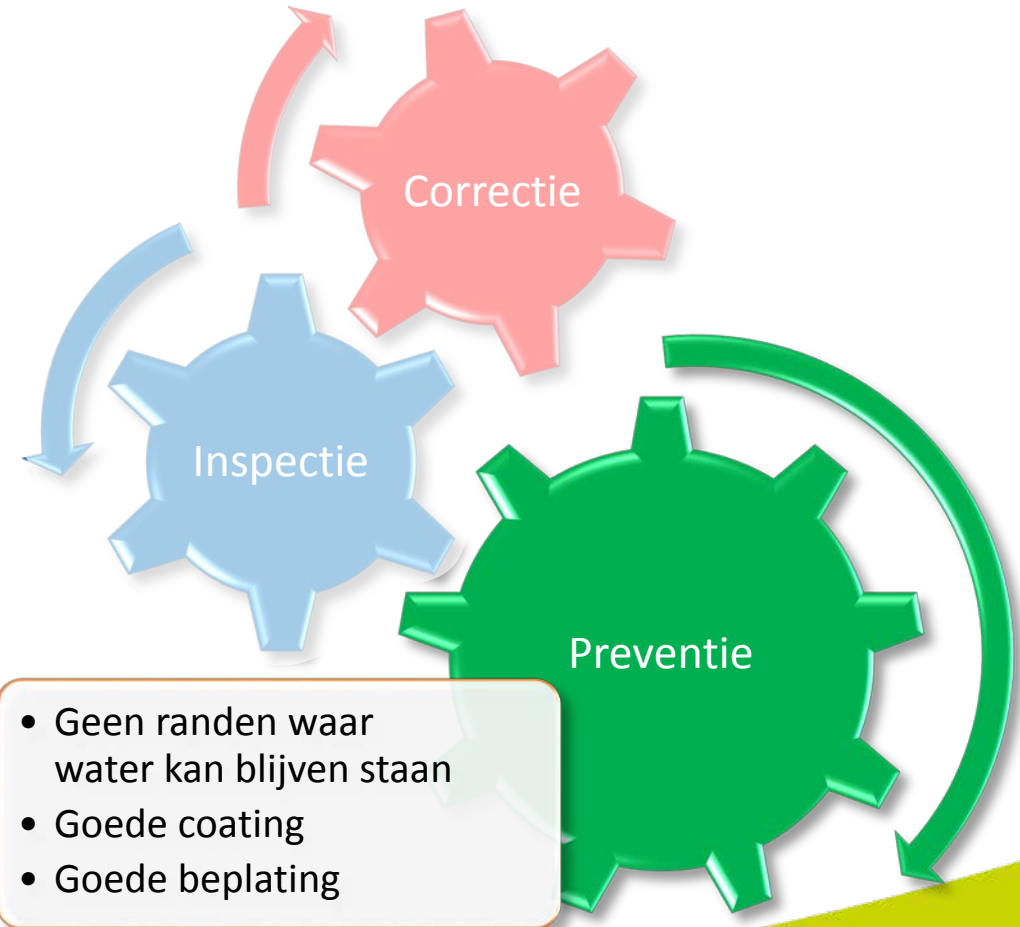 Correctie
Inspectie
Preventie
• Geen randen waar
water kan blijven staan
• Goede coating
• Goede beplating